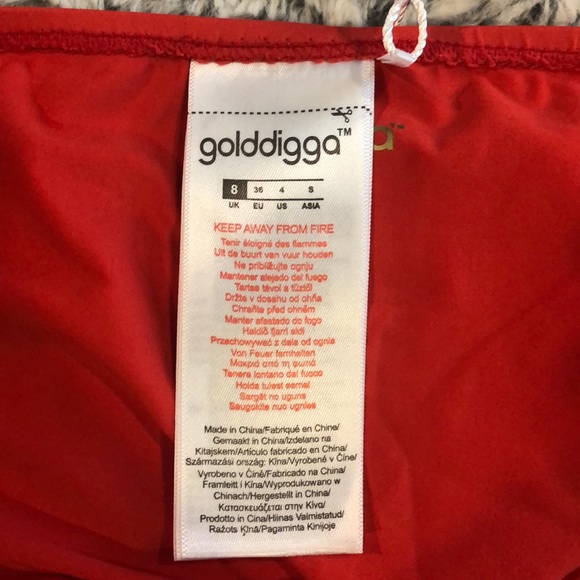 golddigga™
a™
8 36 4 S
UK EU US ASIA
KEEP AWAY FROM FIRE
Tenir éloigné des flammes
Uit de buurt van vuur houden
Ne približujte ognju
Mantener alejado del fuego
Tartsa távol a tűztől
Držte v dosahu od ohňa
Chraňte před ohněm
Manter afastado do fogo
Haldið fjarri eldi
Przechowywać z dala od ognia
Von Feuer fernhalten
Μακριά από τη φωτιά
Tenere lontano dal fuoco
Hoida tulest eemal
Sargāt no uguns
Saugokite nuo ugnies
Made in China/Fabriqué en Chine/
Gemaakt in China/Izdelano na
Kitajskem/Artículo fabricado en China/
Származási ország: Kína/Vyrobené v Číne/
Vyrobeno v Číně/Fabricado na China/
Framleitt í Kína/Wyprodukowano w
Chinach/Hergestellt in China/
Κατασκευάζεται στην Κίνα/
Prodotto in Cina/Hiinas Valmistatud/
Ražots Ķīnā/Pagaminta Kinijoje